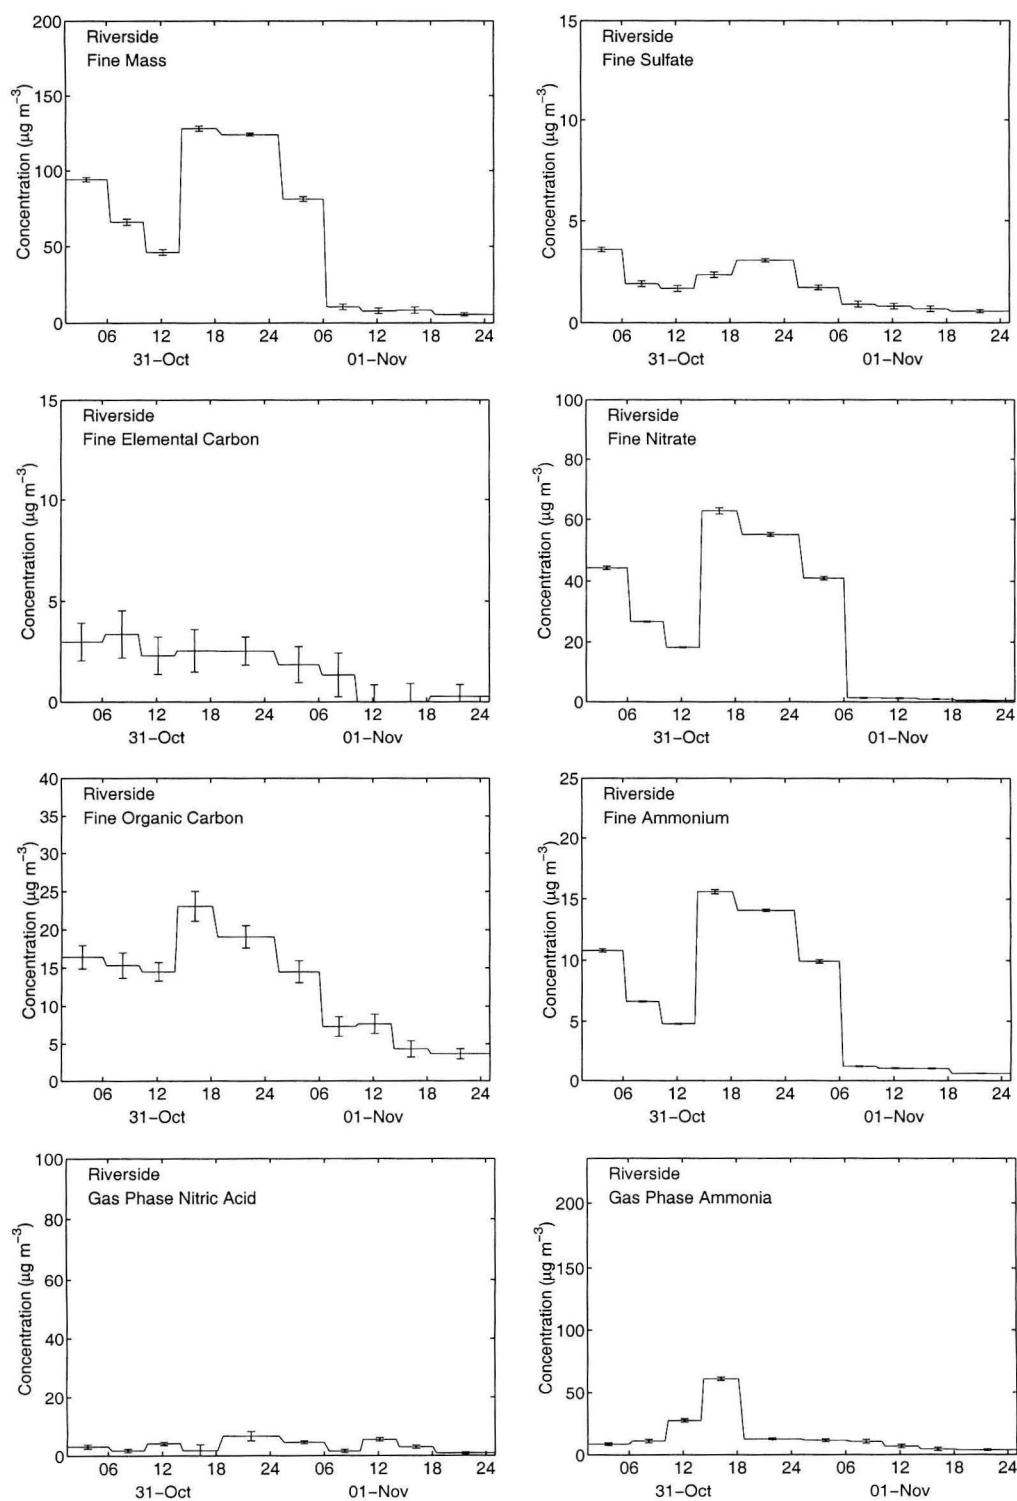 Riverside
Fine Mass
Concentration (μg m⁻³)
200
150
100
50
0
06 12 18 24 06 12 18 24
31–Oct 01–Nov
Riverside
Fine Sulfate
Concentration (μg m⁻³)
15
10
5
0
06 12 18 24 06 12 18 24
31–Oct 01–Nov
Riverside
Fine Elemental Carbon
Concentration (μg m⁻³)
15
10
5
0
06 12 18 24 06 12 18 24
31–Oct 01–Nov
Riverside
Fine Nitrate
Concentration (μg m⁻³)
100
80
60
40
20
0
06 12 18 24 06 12 18 24
31–Oct 01–Nov
Riverside
Fine Organic Carbon
Concentration (μg m⁻³)
40
35
30
25
20
15
10
5
0
06 12 18 24 06 12 18 24
31–Oct 01–Nov
Riverside
Fine Ammonium
Concentration (μg m⁻³)
25
20
15
10
5
0
06 12 18 24 06 12 18 24
31–Oct 01–Nov
Riverside
Gas Phase Nitric Acid
Concentration (μg m⁻³)
100
80
60
40
20
0
06 12 18 24 06 12 18 24
31–Oct 01–Nov
Riverside
Gas Phase Ammonia
Concentration (μg m⁻³)
200
150
100
50
0
06 12 18 24 06 12 18 24
31–Oct 01–Nov